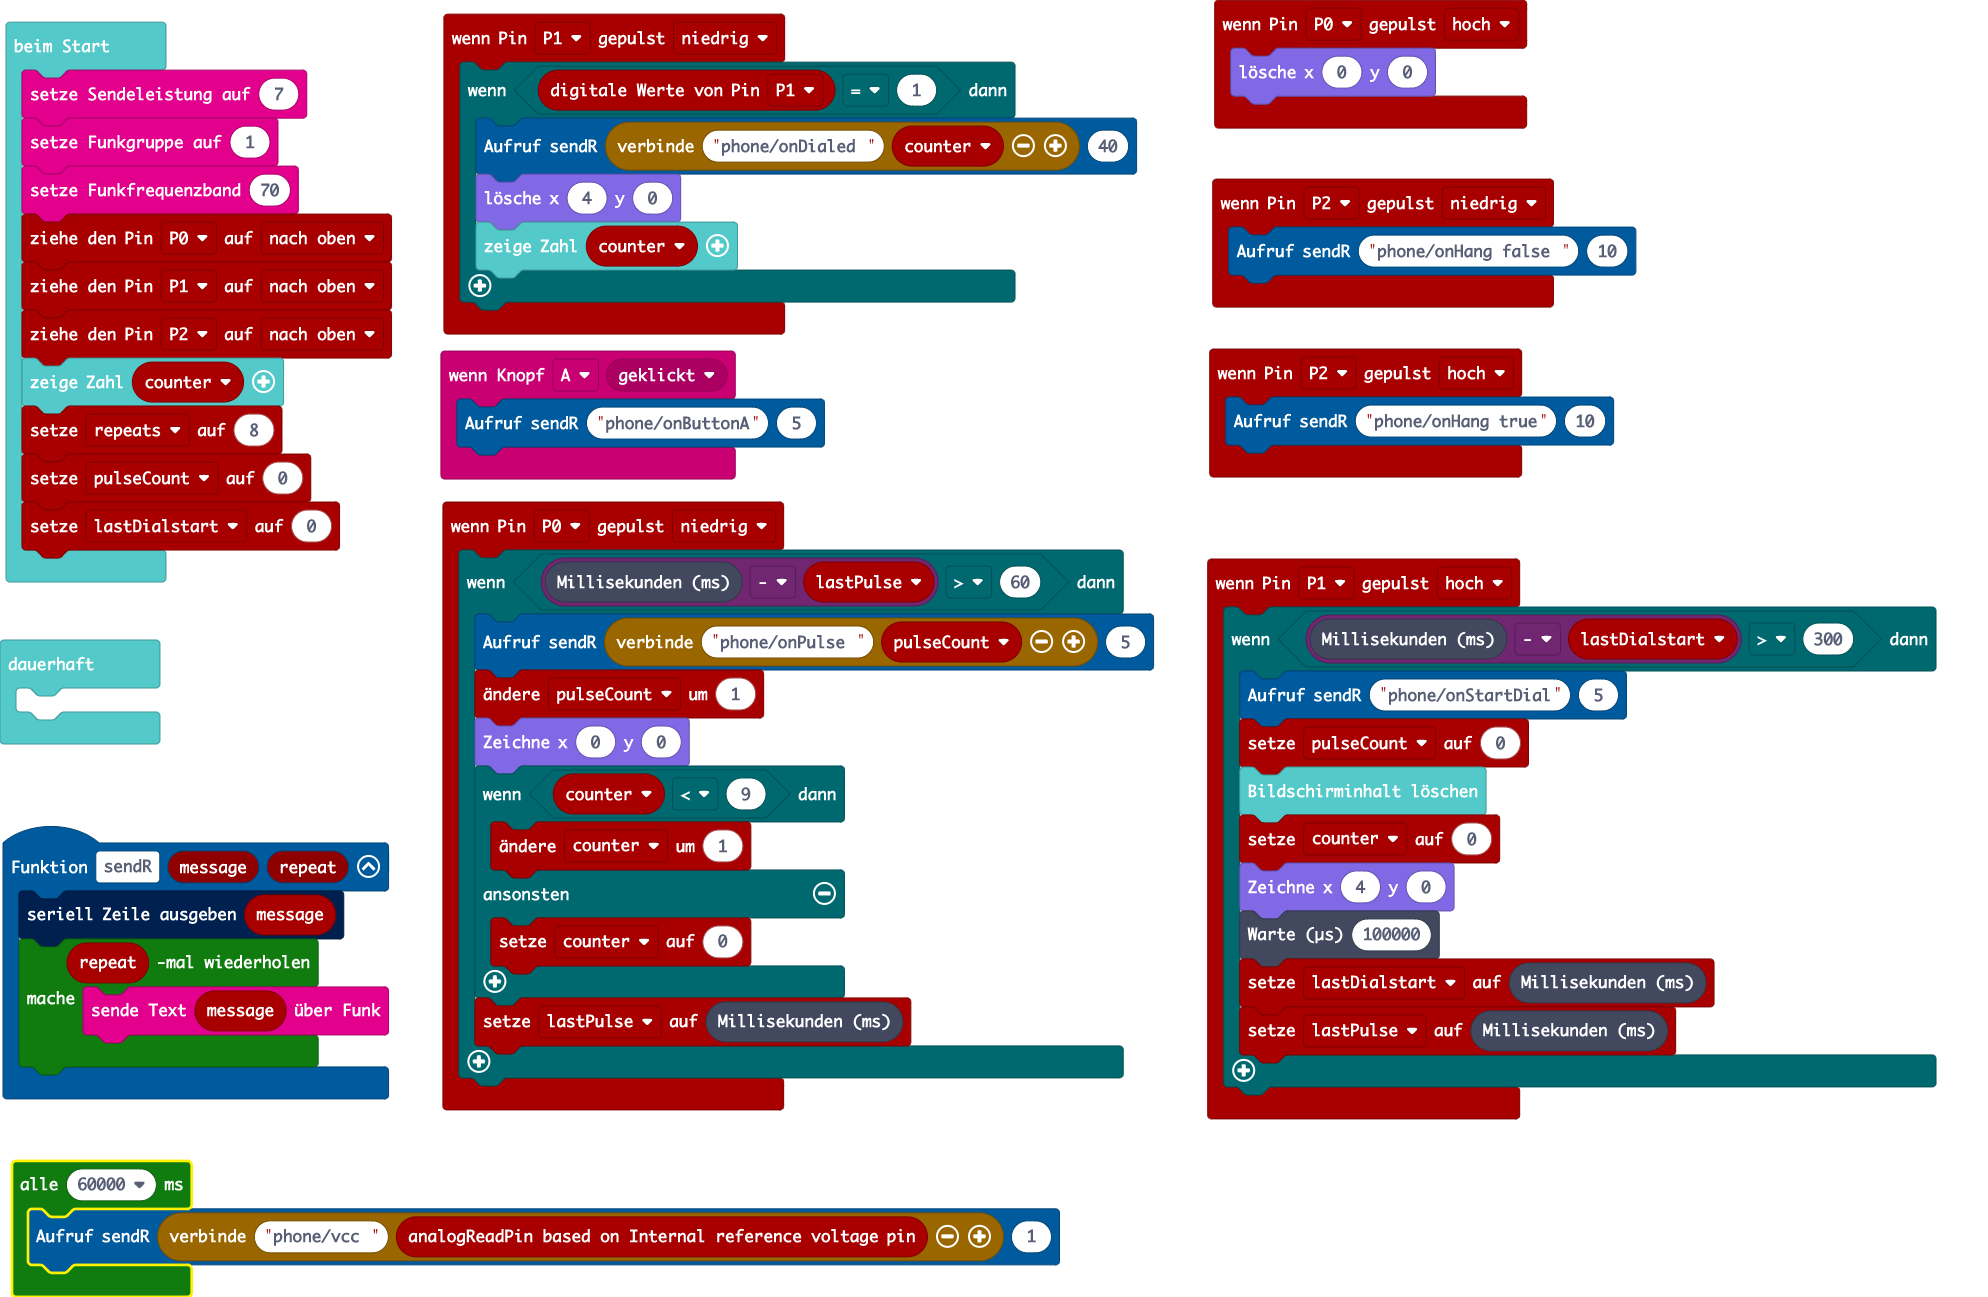 beim Start
setze Sendeleistung auf 7
setze Funkgruppe auf 1
setze Funkfrequenzband 70
ziehe den Pin P0 auf nach oben
ziehe den Pin P1 auf nach oben
ziehe den Pin P2 auf nach oben
zeige Zahl counter
setze repeats auf 8
setze pulseCount auf 0
setze lastDialstart auf 0
dauerhaft
Funktion sendR message repeat
seriell Zeile ausgeben message
repeat -mal wiederholen
mache
sende Text message über Funk
alle 60000 ms
Aufruf sendR verbinde "phone/vcc " analogReadPin based on Internal reference voltage pin 1
wenn Pin P1 gepulst niedrig
wenn digitale Werte von Pin P1 = 1 dann
Aufruf sendR verbinde "phone/onDialed " counter 40
lösche x 4 y 0
zeige Zahl counter
wenn Knopf A geklickt
Aufruf sendR "phone/onButtonA" 5
wenn Pin P0 gepulst niedrig
wenn Millisekunden (ms) - lastPulse > 60 dann
Aufruf sendR verbinde "phone/onPulse " pulseCount 5
ändere pulseCount um 1
Zeichne x 0 y 0
wenn counter < 9 dann
ändere counter um 1
ansonsten
setze counter auf 0
setze lastPulse auf Millisekunden (ms)
wenn Pin P0 gepulst hoch
lösche x 0 y 0
wenn Pin P2 gepulst niedrig
Aufruf sendR "phone/onHang false " 10
wenn Pin P2 gepulst hoch
Aufruf sendR "phone/onHang true" 10
wenn Pin P1 gepulst hoch
wenn Millisekunden (ms) - lastDialstart > 300 dann
Aufruf sendR "phone/onStartDial" 5
setze pulseCount auf 0
Bildschirminhalt löschen
setze counter auf 0
Zeichne x 4 y 0
Warte (µs) 100000
setze lastDialstart auf Millisekunden (ms)
setze lastPulse auf Millisekunden (ms)